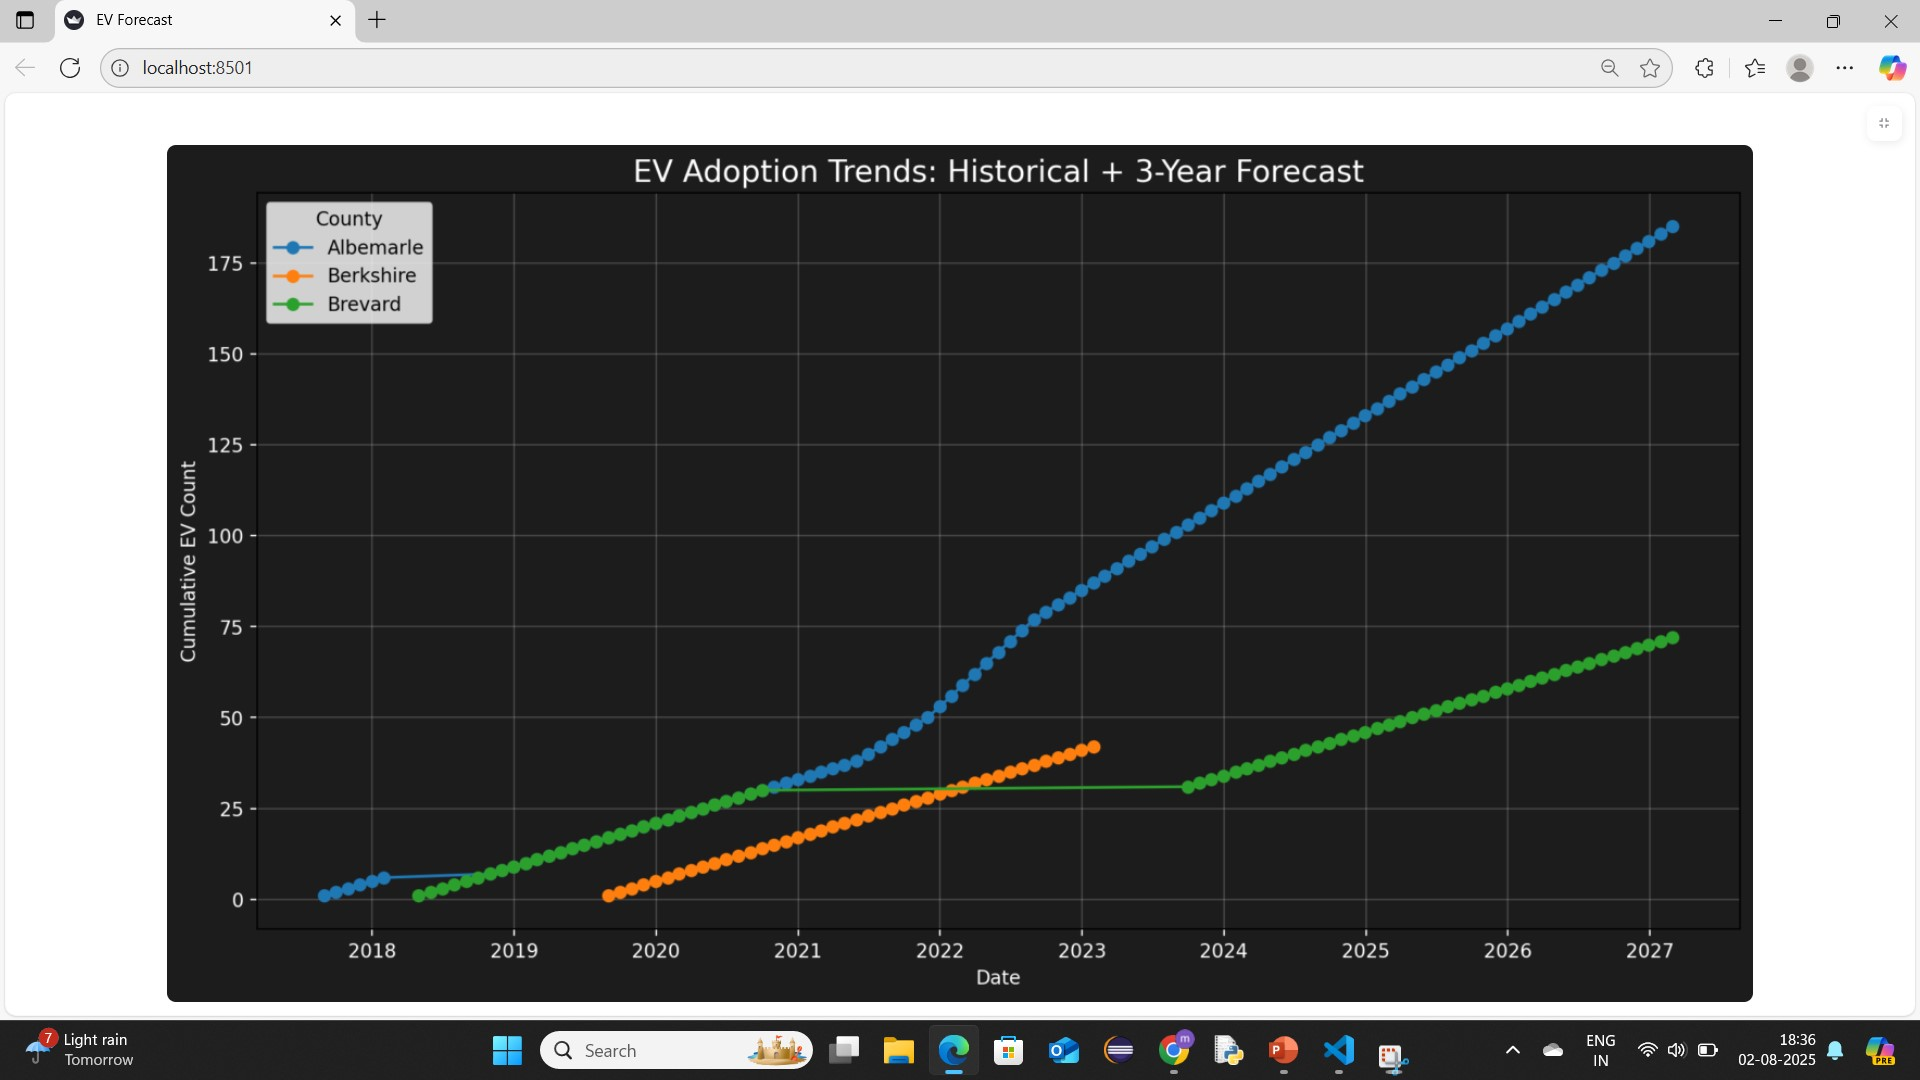 EV Forecast
localhost:8501
EV Adoption Trends: Historical + 3-Year Forecast
County
Albemarle
Berkshire
Brevard
Cumulative EV Count
175
150
125
100
75
50
25
0
2018 2019 2020 2021 2022 2023 2024 2025 2026 2027
Date
7
Light rain
Tomorrow
Search
m
P
ENG
IN
18:36
02-08-2025
PRE